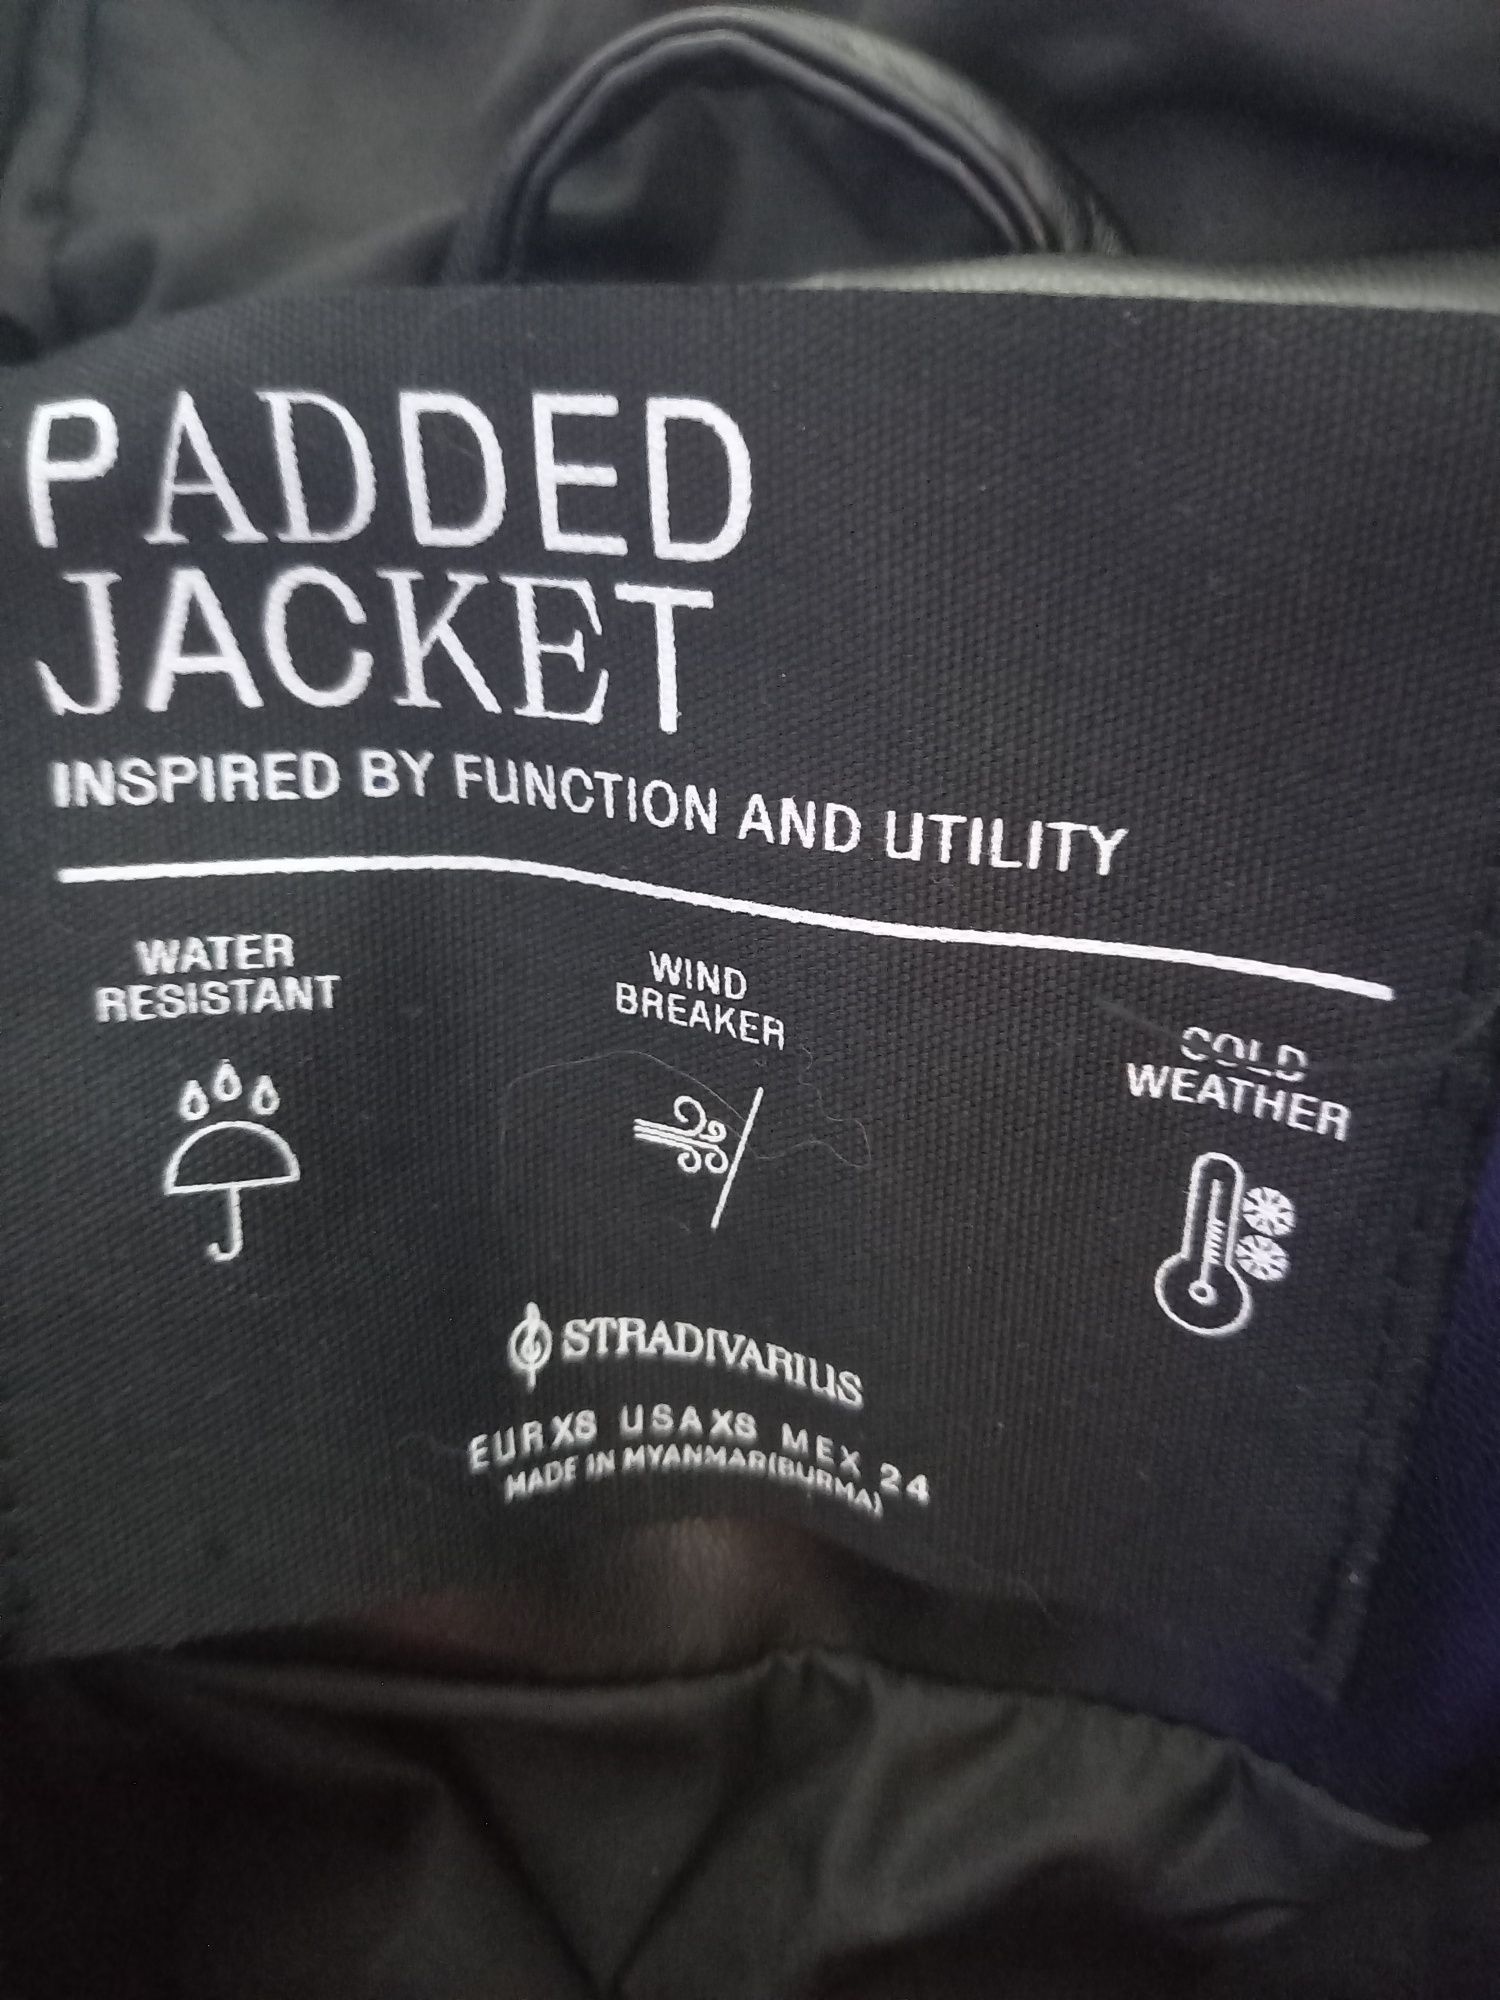 PADDED
JACKET
INSPIRED BY FUNCTION AND UTILITY
WATER
RESISTANT
WIND
BREAKER
COLD
WEATHER
STRADIVARIUS
EUR XS USA XS MEX 24
MADE IN MYANMAR(BURMA)